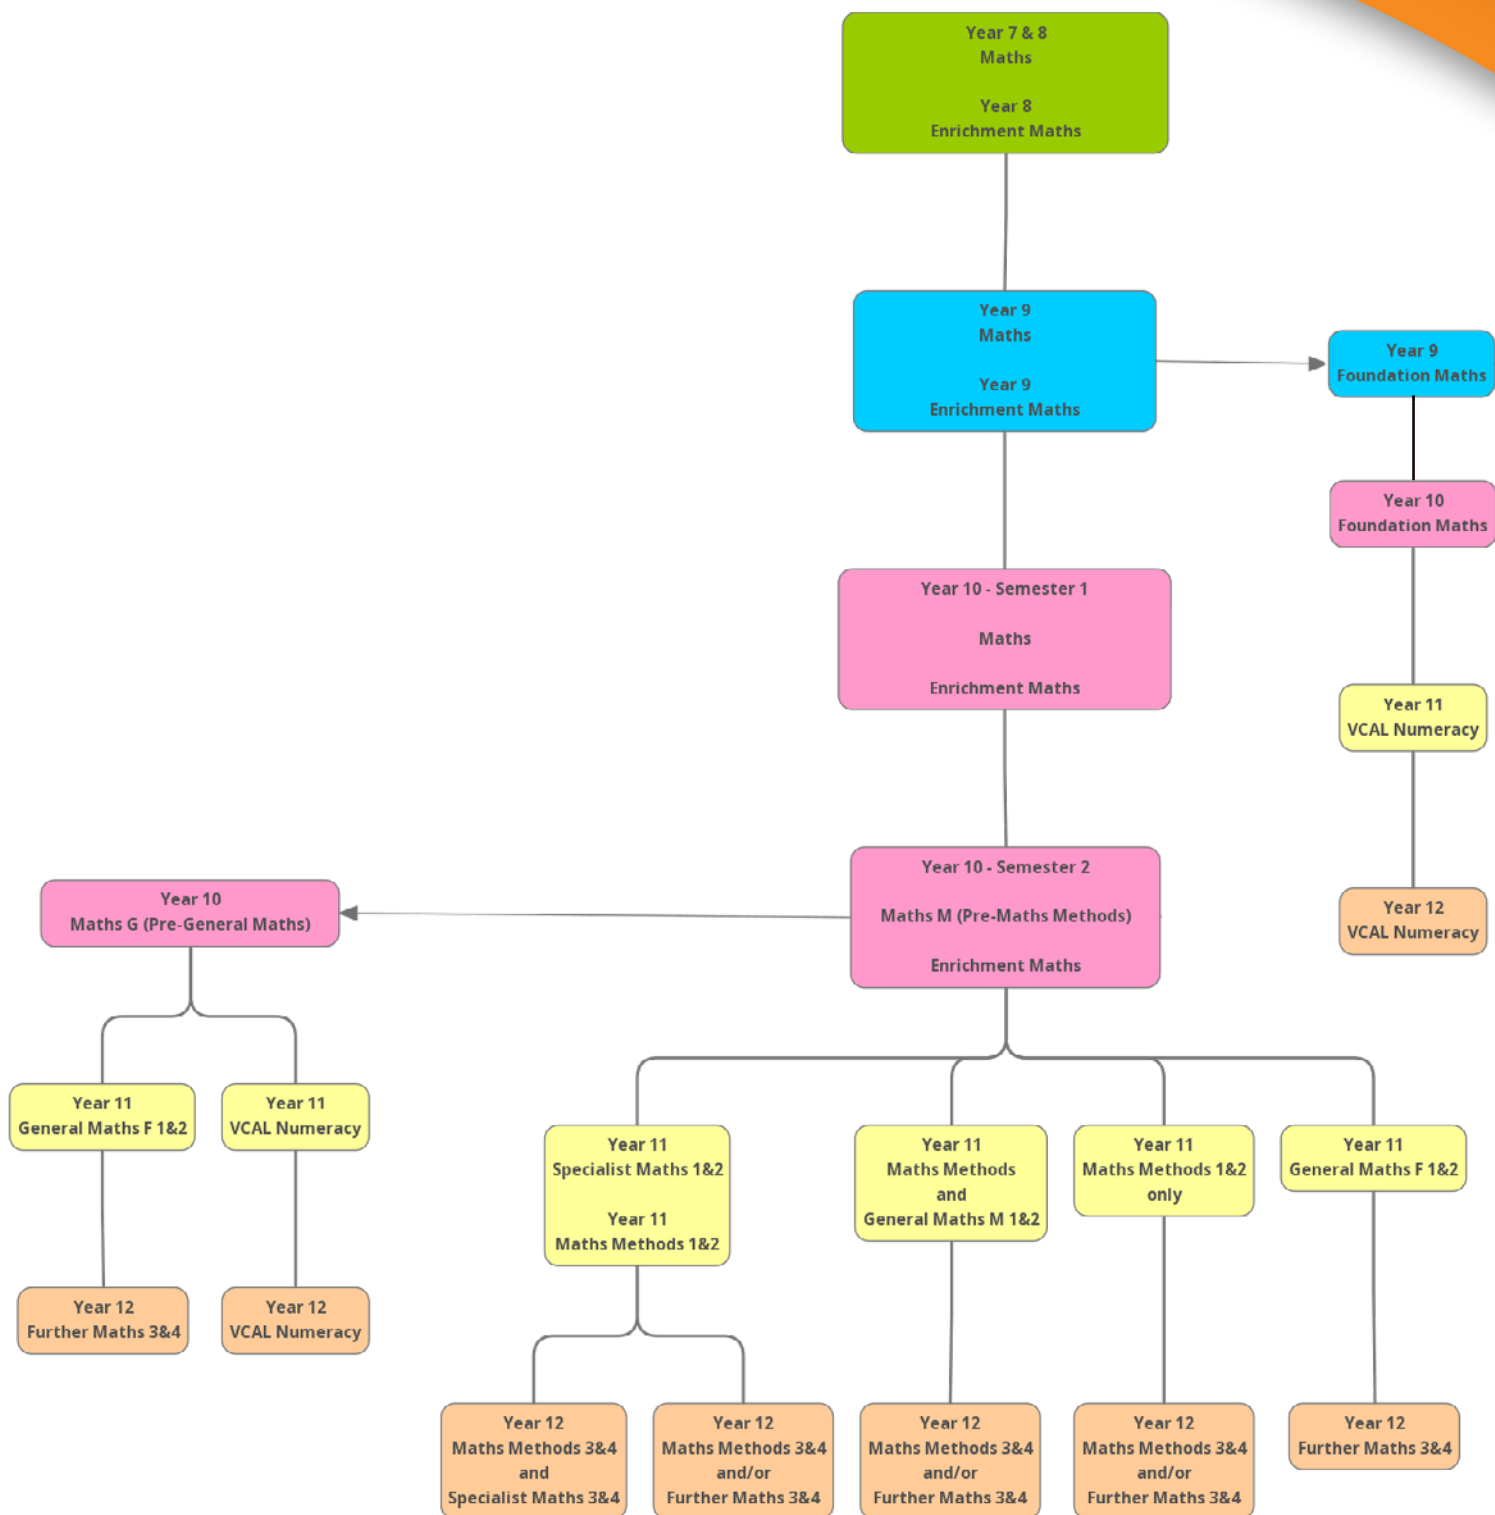 Year 7 & 8
Maths
Year 8
Enrichment Maths
Year 9
Maths
Year 9
Enrichment Maths
Year 9
Foundation Maths
Year 10
Foundation Maths
Year 10 - Semester 1
Maths
Enrichment Maths
Year 11
VCAL Numeracy
Year 10 - Semester 2
Maths M (Pre-Maths Methods)
Enrichment Maths
Year 10
Maths G (Pre-General Maths)
Year 12
VCAL Numeracy
Year 11
General Maths F 1&2
Year 11
VCAL Numeracy
Year 11
Specialist Maths 1&2
Year 11
Maths Methods 1&2
Year 11
Maths Methods
and
General Maths M 1&2
Year 11
Maths Methods 1&2
only
Year 11
General Maths F 1&2
Year 12
Further Maths 3&4
Year 12
VCAL Numeracy
Year 12
Maths Methods 3&4
and
Specialist Maths 3&4
Year 12
Maths Methods 3&4
and/or
Further Maths 3&4
Year 12
Maths Methods 3&4
and/or
Further Maths 3&4
Year 12
Maths Methods 3&4
and/or
Further Maths 3&4
Year 12
Further Maths 3&4